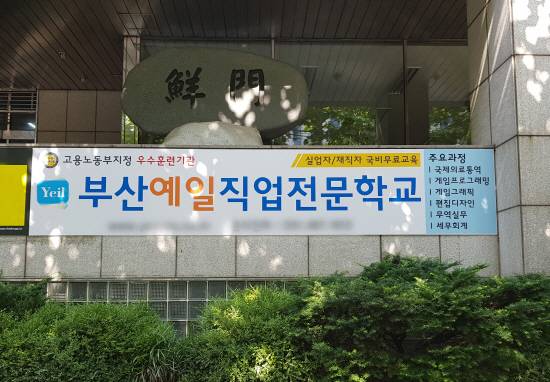 鮮門
고용노동부지정 우수훈련기관
실업자/재직자 국비무료교육
Yeil
부산예일직업전문학교
주요과정
국제의료통역
게임프로그래밍
게임그래픽
편집디자인
무역실무
세무회계